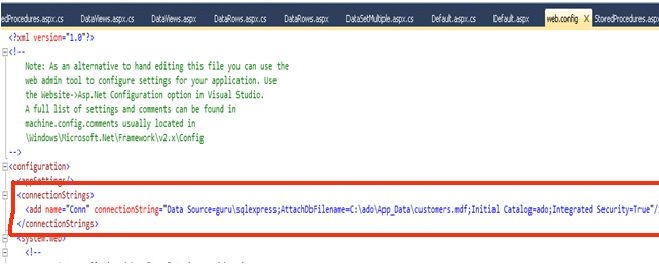 edProcedures.aspx.cs DataViews.aspx.cs DataViews.aspx DataRows.aspx.cs DataRows.aspx DataSetMultiple.aspx.cs Default.aspx.cs Default.aspx web.config X StoredProcedures.aspx
<?xml version="1.0"?>
<!--
Note: As an alternative to hand editing this file you can use the
web admin tool to configure settings for your application. Use
the Website->Asp.Net Configuration option in Visual Studio.
A full list of settings and comments can be found in
machine.config.comments usually located in
\Windows\Microsoft.Net\Framework\v2.x\Config
-->
<configuration>
<appSettings/>
<connectionStrings>
<add name="Conn" connectionString="Data Source=guru\sqlexpress;AttachDbFilename=C:\ado\App_Data\customers.mdf;Initial Catalog=ado;Integrated Security=True"/
</connectionStrings>
<system.web>
<!--